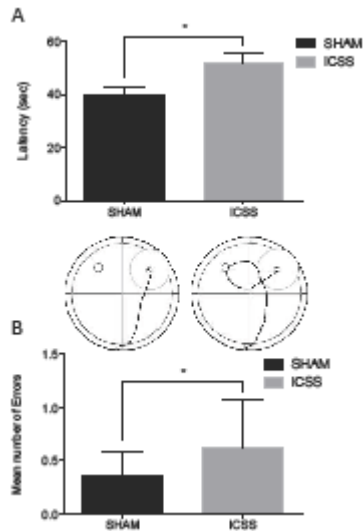 A
*
SHAM
ICSS
60
40
20
0
Latency (sec)
SHAM ICSS
B
*
SHAM
ICSS
1.5
1.0
0.5
0.0
Mean number of Errors
SHAM ICSS